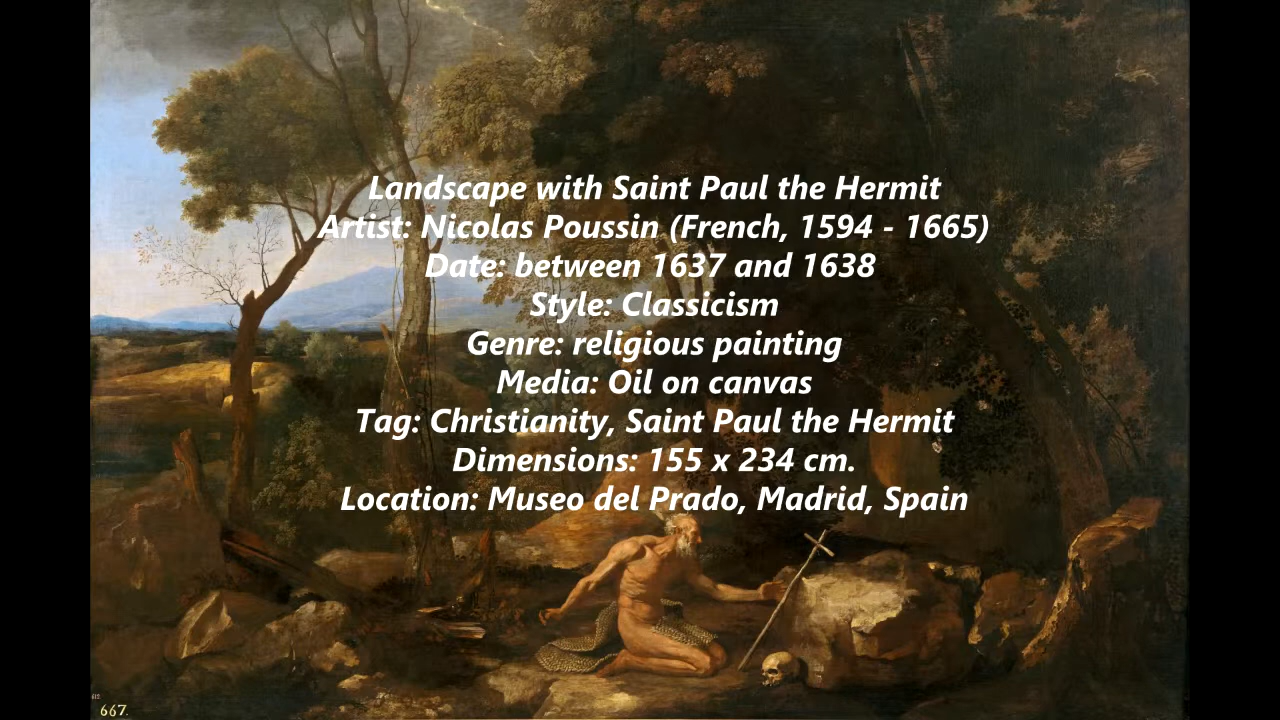 Landscape with Saint Paul the Hermit
Artist: Nicolas Poussin (French, 1594 - 1665)
Date: between 1637 and 1638
Style: Classicism
Genre: religious painting
Media: Oil on canvas
Tag: Christianity, Saint Paul the Hermit
Dimensions: 155 x 234 cm.
Location: Museo del Prado, Madrid, Spain
667.